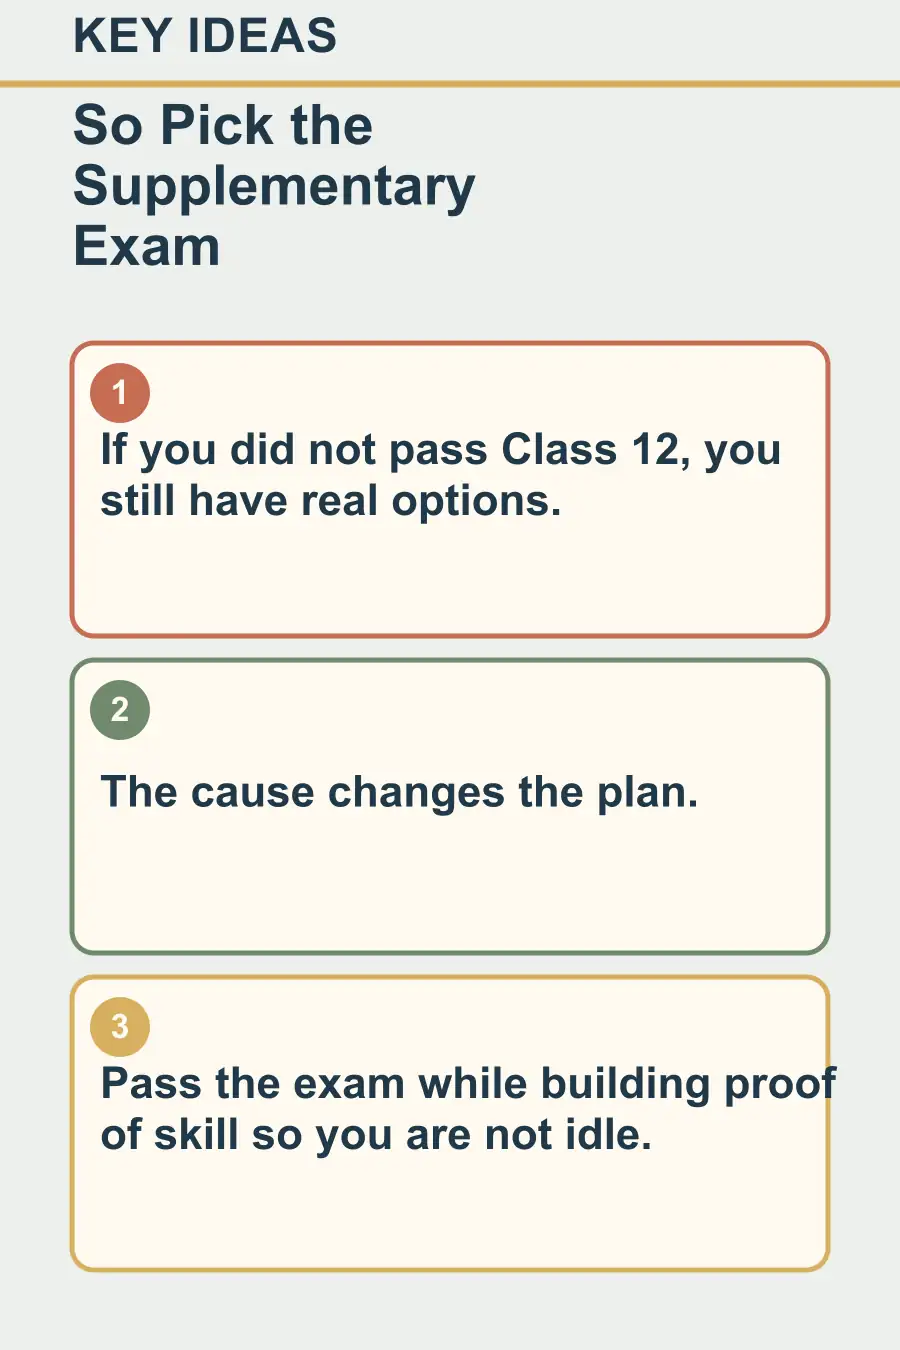 KEY IDEAS
So Pick the
Supplementary
Exam
1
If you did not pass Class 12, you
still have real options.
2
The cause changes the plan.
3
Pass the exam while building proof
of skill so you are not idle.